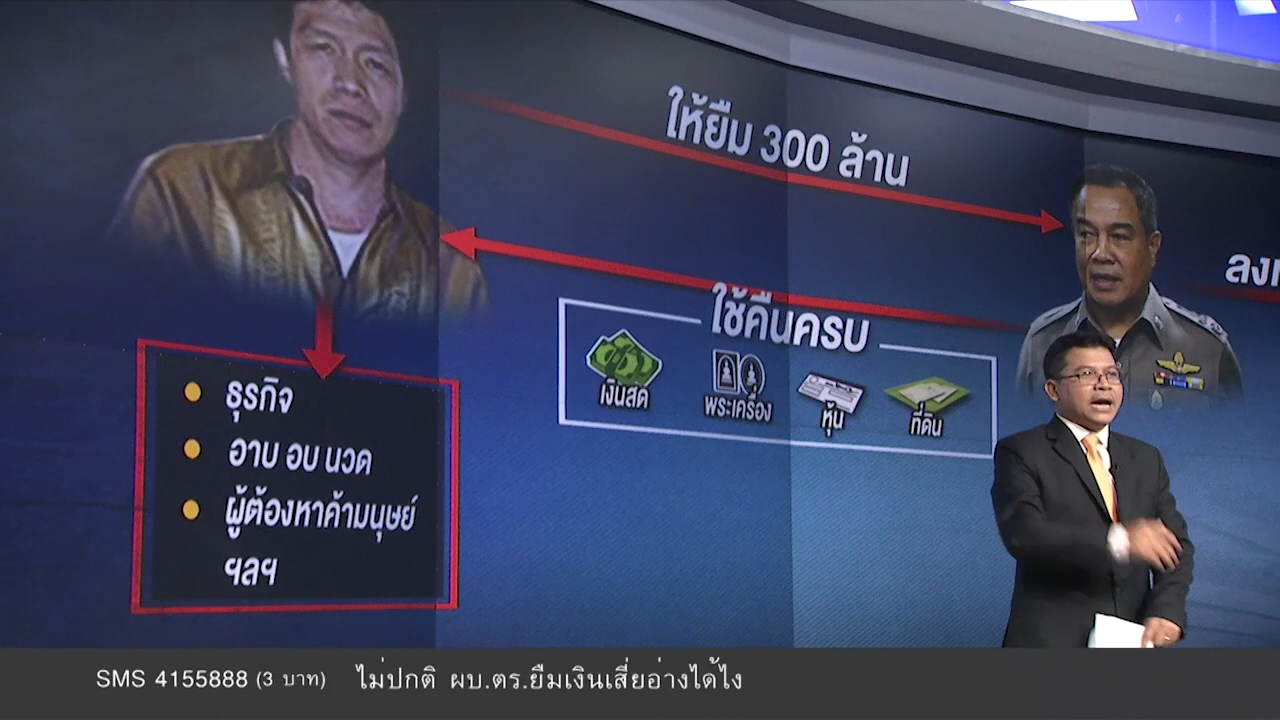 ให้ยืม 300 ล้าน
ใช้คืนครบ
เงินสด
พระเครื่อง
หุ้น
ที่ดิน
ธุรกิจ
อาบ อบ นวด
ผู้ต้องหาค้ามนุษย์
ฯลฯ
SMS 4155888 (3 บาท) ไม่ปกติ ผบ.ตร.ยืมเงินเสี่ยอ่างได้ไง